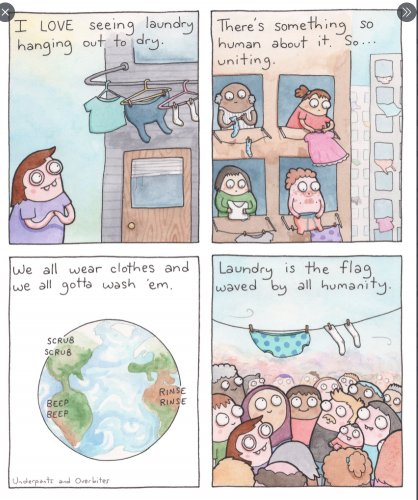 I LOVE seeing laundry
hanging out to dry.
There's something so
human about it. So...
uniting.
We all wear clothes and
we all gotta wash 'em.
SCRUB
SCRUB
BEEP
BEEP
RINSE
RINSE
Underpants and Overbites
Laundry is the flag
waved by all humanity.